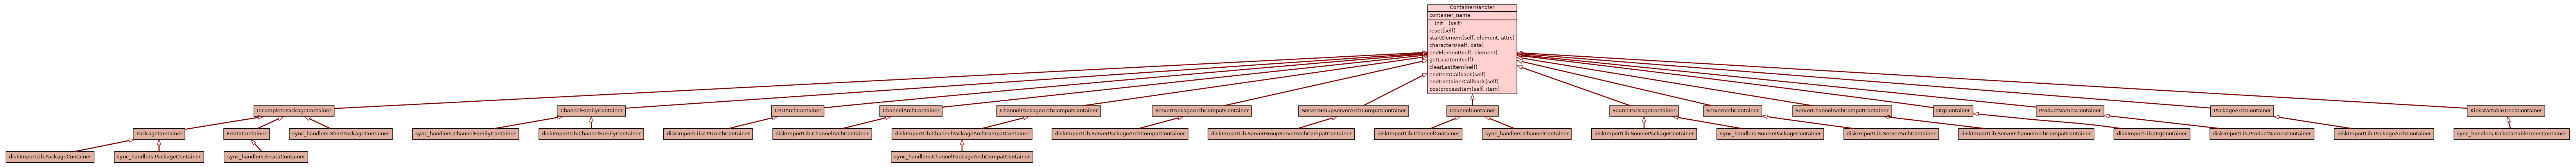 ContainerHandler
container_name
__init__(self)
reset(self)
startElement(self, element, attrs)
characters(self, data)
endElement(self, element)
getLastItem(self)
clearLastItem(self)
endItemCallback(self)
endContainerCallback(self)
postprocessItem(self, item)
IncompletePackageContainer
ChannelFamilyContainer
CPUArchContainer
ChannelArchContainer
ChannelPackageArchCompatContainer
ServerPackageArchCompatContainer
ServerGroupServerArchCompatContainer
ChannelContainer
SourcePackageContainer
ServerArchContainer
ServerChannelArchCompatContainer
OrgContainer
ProductNamesContainer
PackageArchContainer
KickstartableTreesContainer
PackageContainer
ErrataContainer
sync_handlers.ShortPackageContainer
sync_handlers.ChannelFamilyContainer
diskImportLib.ChannelFamilyContainer
diskImportLib.CPUArchContainer
diskImportLib.ChannelArchContainer
diskImportLib.ChannelPackageArchCompatContainer
diskImportLib.ServerPackageArchCompatContainer
diskImportLib.ServerGroupServerArchCompatContainer
diskImportLib.ChannelContainer
sync_handlers.ChannelContainer
diskImportLib.SourcePackageContainer
sync_handlers.SourcePackageContainer
diskImportLib.ServerArchContainer
diskImportLib.ServerChannelArchCompatContainer
diskImportLib.OrgContainer
diskImportLib.ProductNamesContainer
diskImportLib.PackageArchContainer
sync_handlers.KickstartableTreesContainer
diskImportLib.PackageContainer
sync_handlers.PackageContainer
sync_handlers.ErrataContainer
sync_handlers.ChannelPackageArchCompatContainer